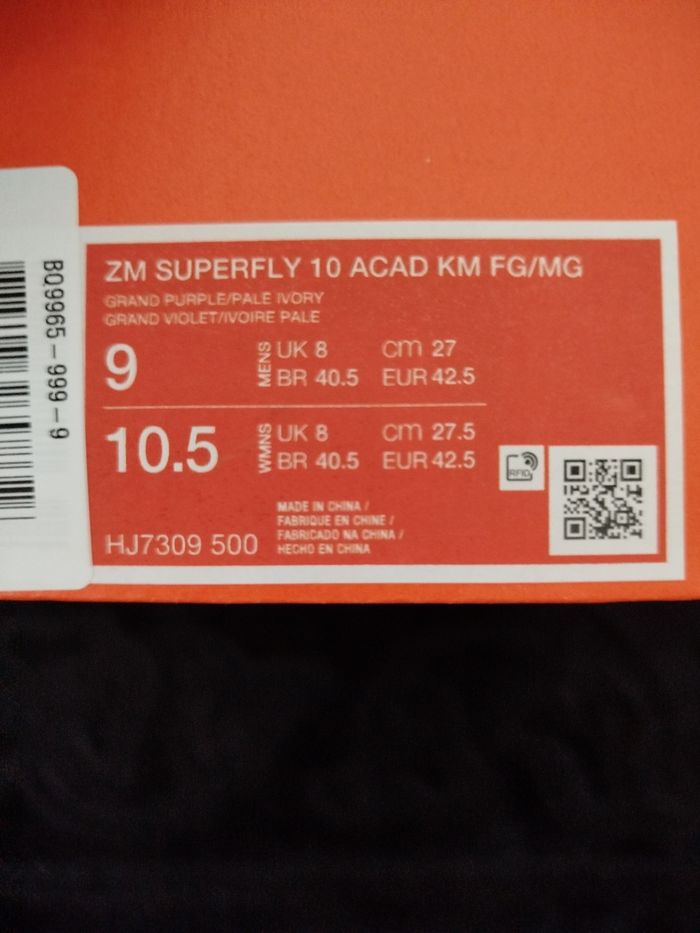 BQ9965-999-9
ZM SUPERFLY 10 ACAD KM FG/MG
GRAND PURPLE/PALE IVORY
GRAND VIOLET/IVOIRE PALE
9
MENS
UK 8 cm 27
BR 40.5 EUR 42.5
10.5
WMNS
UK 8 cm 27.5
BR 40.5 EUR 42.5
RFID
HJ7309 500
MADE IN CHINA /
FABRIQUE EN CHINE /
FABRICADO NA CHINA /
HECHO EN CHINA